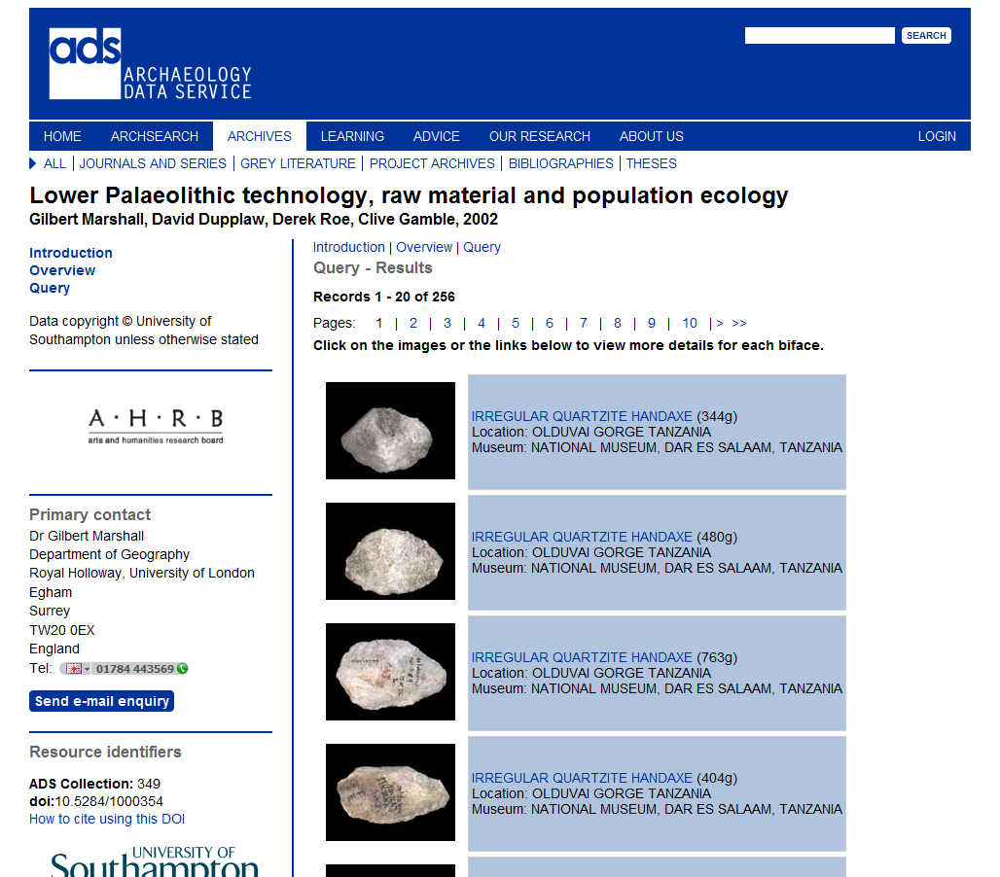 ads
ARCHAEOLOGY
DATA SERVICE
SEARCH
HOME ARCHSEARCH ARCHIVES LEARNING ADVICE OUR RESEARCH ABOUT US LOGIN
ALL | JOURNALS AND SERIES | GREY LITERATURE | PROJECT ARCHIVES | BIBLIOGRAPHIES | THESES
Lower Palaeolithic technology, raw material and population ecology
Gilbert Marshall, David Dupplaw, Derek Roe, Clive Gamble, 2002
Introduction
Overview
Query
Data copyright © University of
Southampton unless otherwise stated
A·H·R·B
arts and humanities research board
Primary contact
Dr Gilbert Marshall
Department of Geography
Royal Holloway, University of London
Egham
Surrey
TW20 0EX
England
Tel: 01784 443569
Send e-mail enquiry
Resource identifiers
ADS Collection: 349
doi:10.5284/1000354
How to cite using this DOI
UNIVERSITY OF
Southampton
Introduction | Overview | Query
Query - Results
Records 1 - 20 of 256
Pages: 1 | 2 | 3 | 4 | 5 | 6 | 7 | 8 | 9 | 10 | > >>
Click on the images or the links below to view more details for each biface.
IRREGULAR QUARTZITE HANDAXE (344g)
Location: OLDUVAI GORGE TANZANIA
Museum: NATIONAL MUSEUM, DAR ES SALAAM, TANZANIA
IRREGULAR QUARTZITE HANDAXE (480g)
Location: OLDUVAI GORGE TANZANIA
Museum: NATIONAL MUSEUM, DAR ES SALAAM, TANZANIA
IRREGULAR QUARTZITE HANDAXE (763g)
Location: OLDUVAI GORGE TANZANIA
Museum: NATIONAL MUSEUM, DAR ES SALAAM, TANZANIA
IRREGULAR QUARTZITE HANDAXE (404g)
Location: OLDUVAI GORGE TANZANIA
Museum: NATIONAL MUSEUM, DAR ES SALAAM, TANZANIA